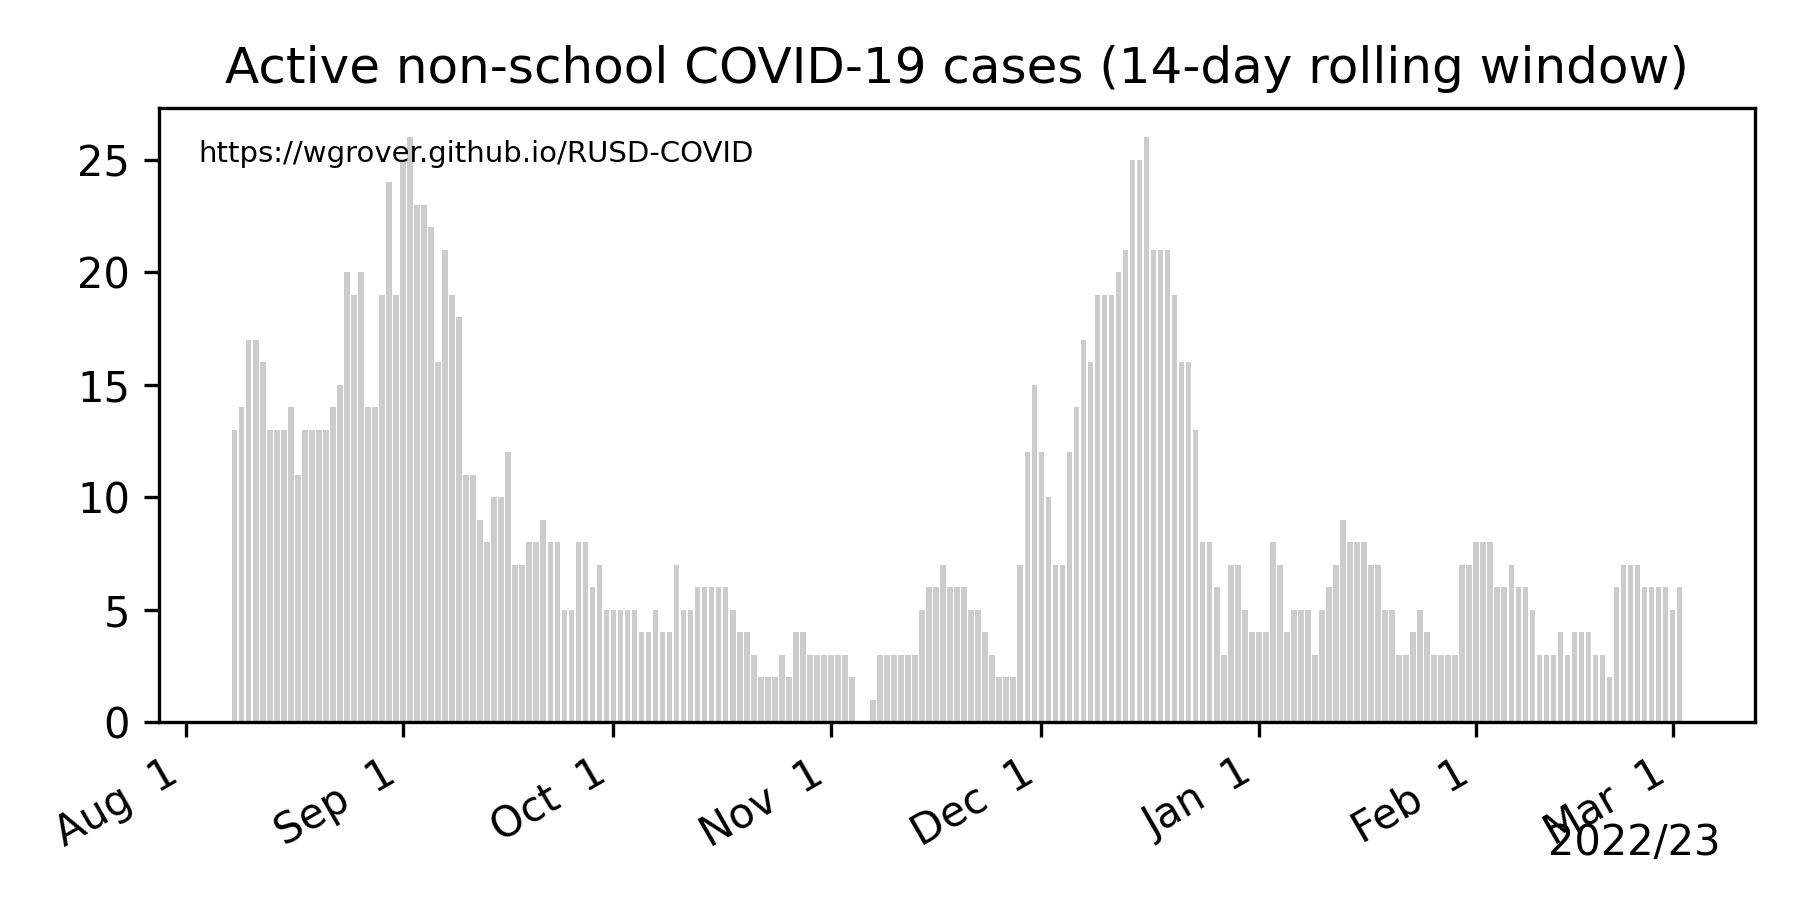 Active non-school COVID-19 cases (14-day rolling window)
https://wgrover.github.io/RUSD-COVID
25
20
15
10
5
0
Aug 1
Sep 1
Oct 1
Nov 1
Dec 1
Jan 1
Feb 1
Mar 1
2022/23